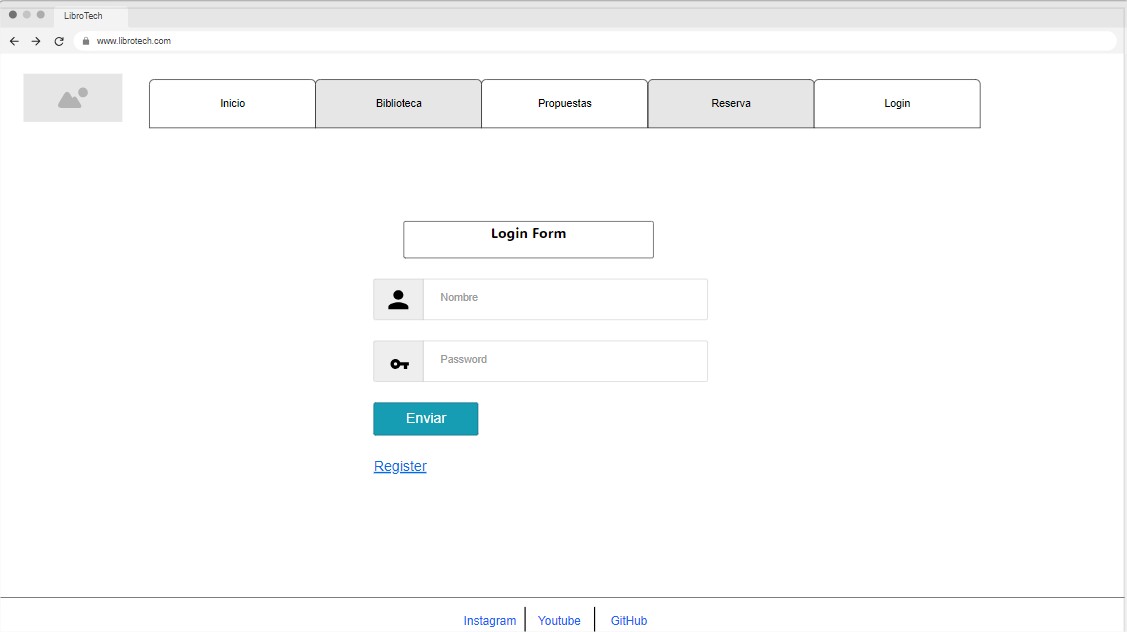 LibroTech
www.librotech.com
Inicio Biblioteca Propuestas Reserva Login
Login Form
Nombre
Password
Enviar
Register
Instagram Youtube GitHub